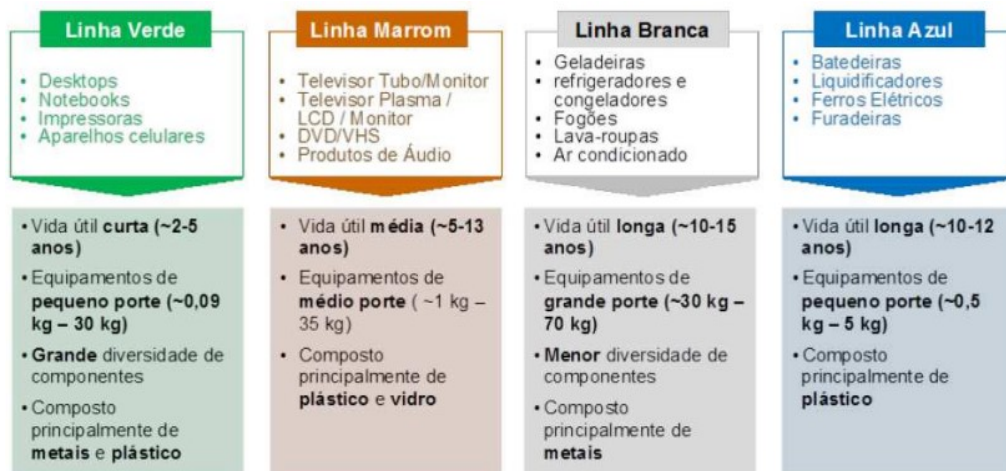 Linha Verde
• Desktops
• Notebooks
• Impressoras
• Aparelhos celulares
• Vida útil curta (~2-5
anos)
• Equipamentos de
pequeno porte (~0,09
kg – 30 kg)
• Grande diversidade de
componentes
• Composto
principalmente de
metais e plástico
Linha Marrom
• Televisor Tubo/Monitor
• Televisor Plasma /
LCD / Monitor
• DVD/VHS
• Produtos de Áudio
• Vida útil média (~5-13
anos)
• Equipamentos de
médio porte ( ~1 kg –
35 kg)
• Composto
principalmente de
plástico e vidro
Linha Branca
• Geladeiras
• refrigeradores e
congeladores
• Fogões
• Lava-roupas
• Ar condicionado
• Vida útil longa (~10-15
anos)
• Equipamentos de
grande porte (~30 kg –
70 kg)
• Menor diversidade de
componentes
• Composto
principalmente de
metais
Linha Azul
• Batedeiras
• Liquidificadores
• Ferros Elétricos
• Furadeiras
• Vida útil longa (~10-12
anos)
• Equipamentos de
pequeno porte (~0,5
kg – 5 kg)
• Composto
principalmente de
plástico